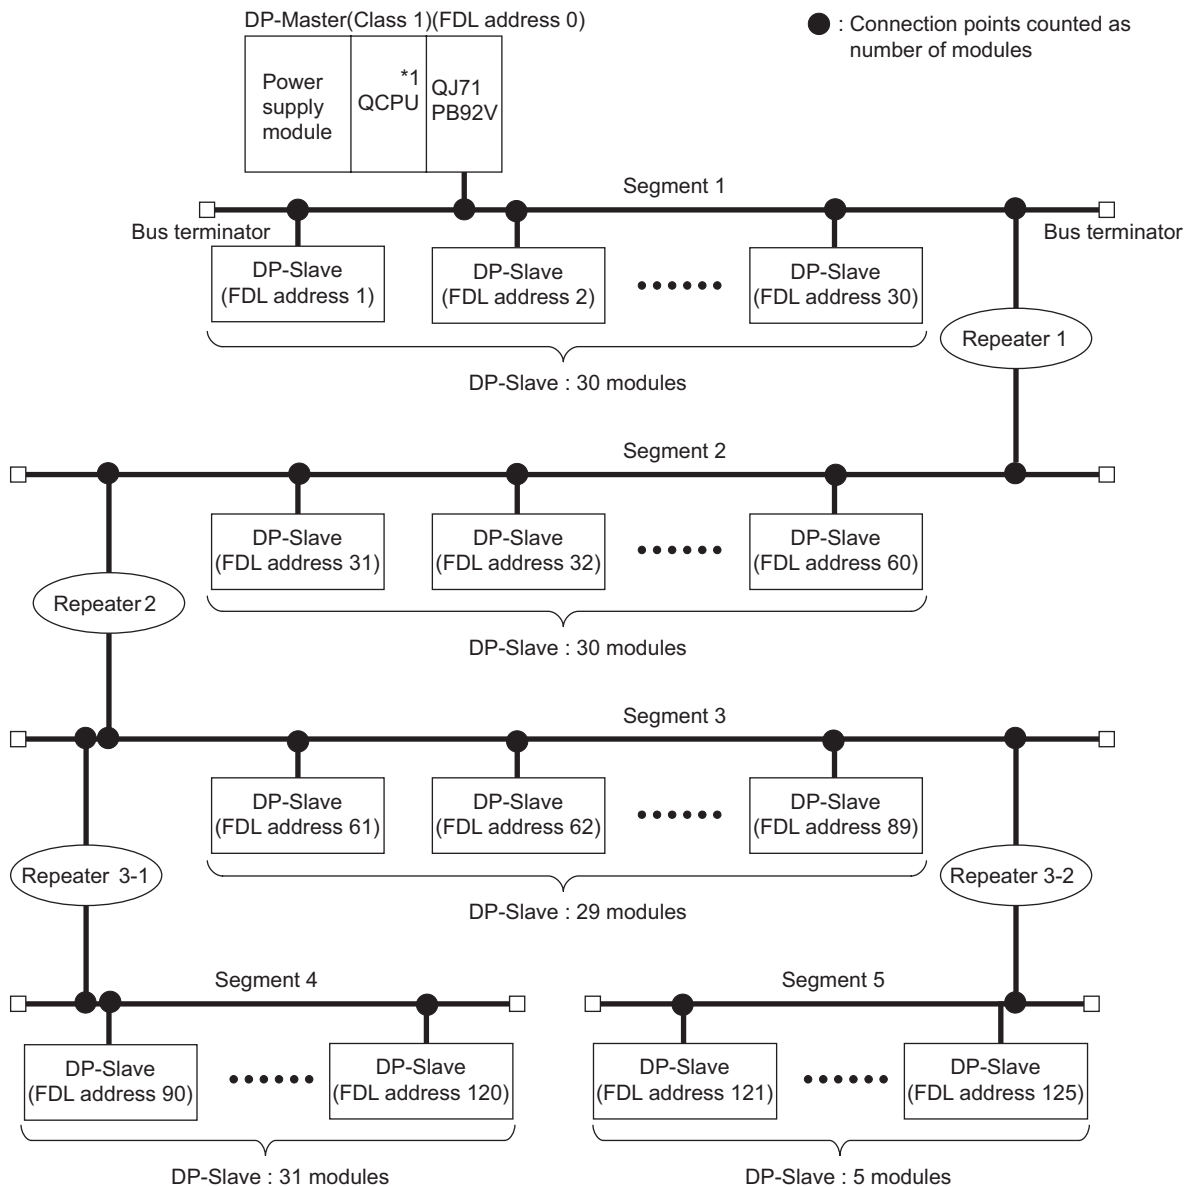 DP-Master(Class 1)(FDL address 0)
: Connection points counted as
number of modules
Power
supply
module
*1
QCPU
QJ71
PB92V
Segment 1
Bus terminator
Bus terminator
DP-Slave
(FDL address 1)
DP-Slave
(FDL address 2)
DP-Slave
(FDL address 30)
Repeater 1
DP-Slave : 30 modules
Segment 2
DP-Slave
(FDL address 31)
DP-Slave
(FDL address 32)
DP-Slave
(FDL address 60)
Repeater 2
DP-Slave : 30 modules
Segment 3
DP-Slave
(FDL address 61)
DP-Slave
(FDL address 62)
DP-Slave
(FDL address 89)
Repeater 3-1
Repeater 3-2
DP-Slave : 29 modules
Segment 4
Segment 5
DP-Slave
(FDL address 90)
DP-Slave
(FDL address 120)
DP-Slave
(FDL address 121)
DP-Slave
(FDL address 125)
DP-Slave : 31 modules
DP-Slave : 5 modules